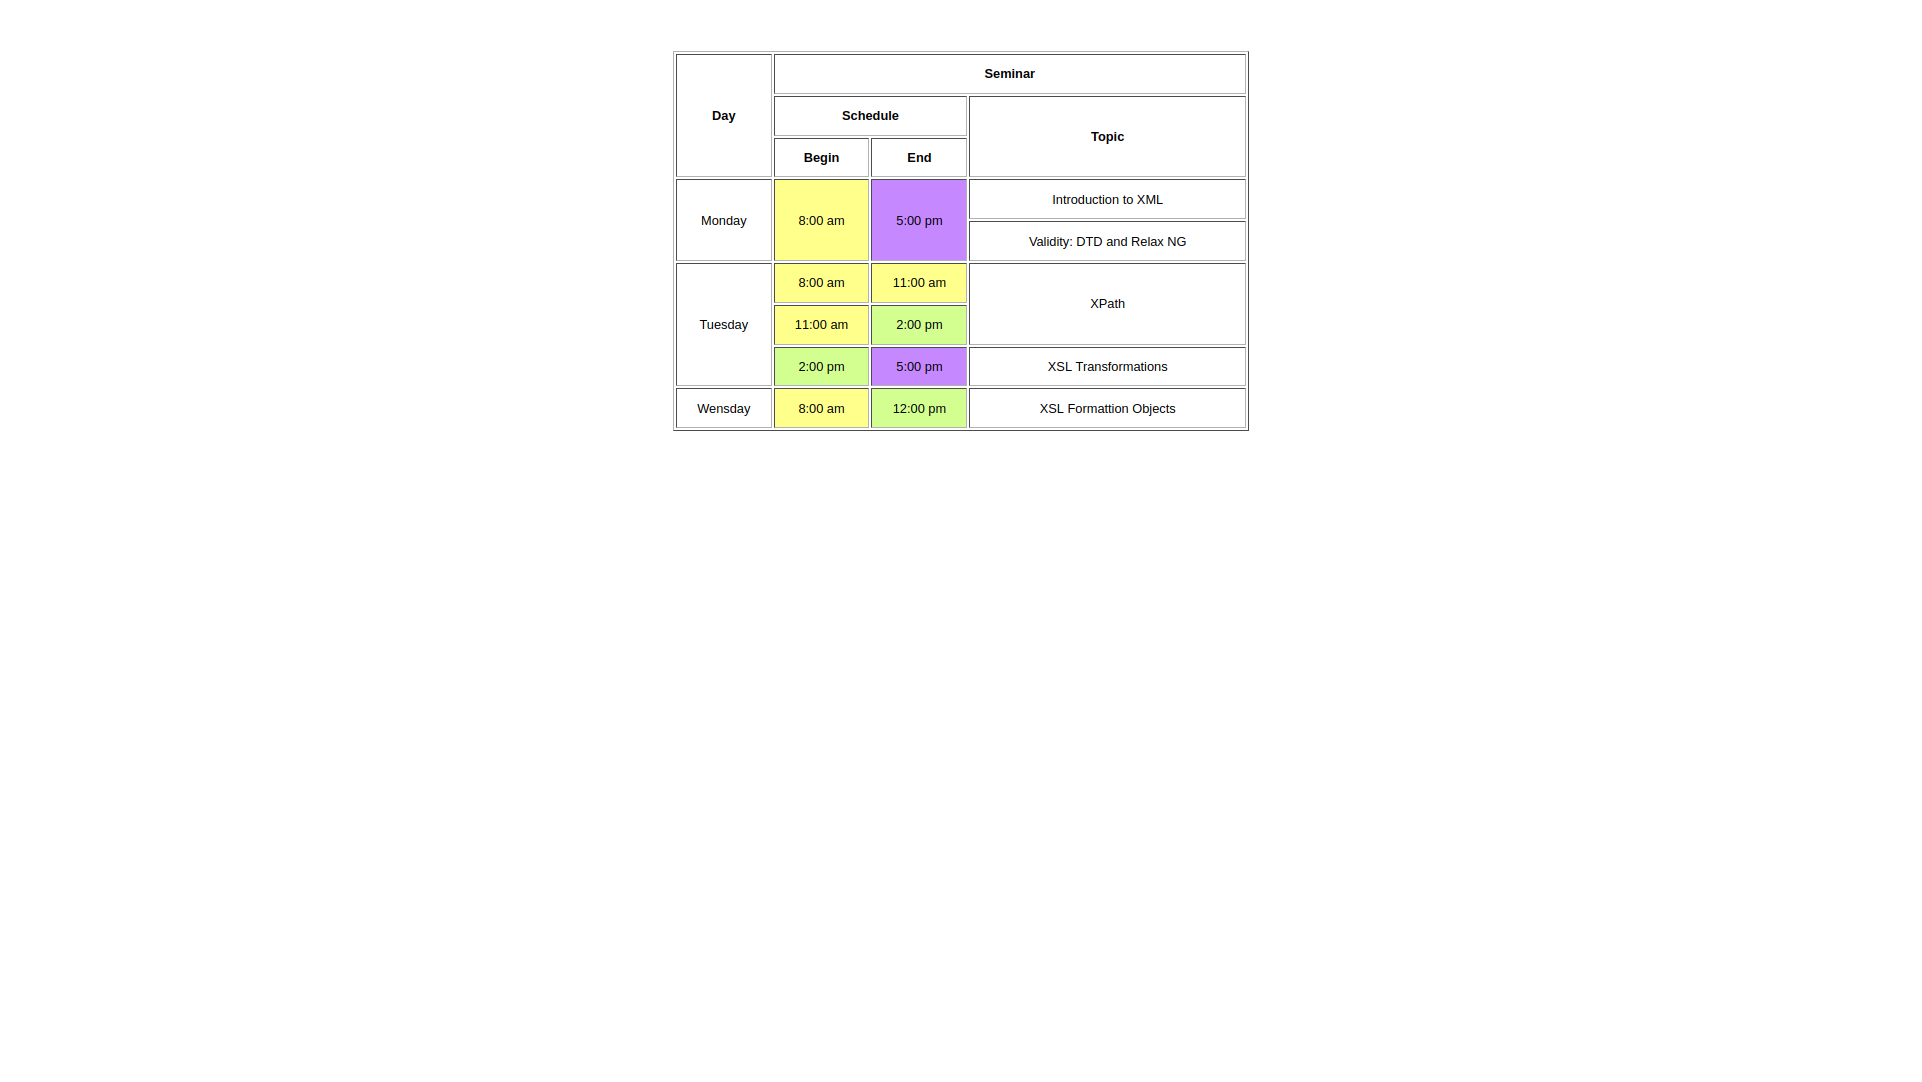 Day
Seminar
Schedule
Topic
Begin
End
Monday
8:00 am
5:00 pm
Introduction to XML
Validity: DTD and Relax NG
Tuesday
8:00 am
11:00 am
XPath
11:00 am
2:00 pm
2:00 pm
5:00 pm
XSL Transformations
Wensday
8:00 am
12:00 pm
XSL Formattion Objects